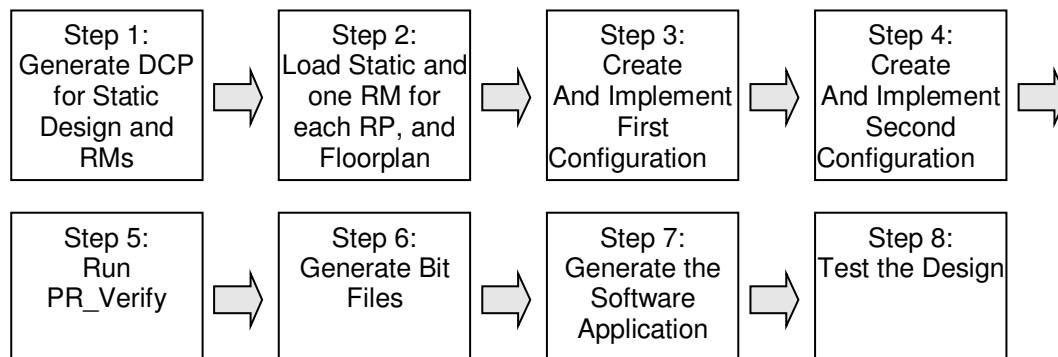 Step 1:
Generate DCP
for Static
Design and
RMs
Step 2:
Load Static and
one RM for
each RP, and
Floorplan
Step 3:
Create
And Implement
First
Configuration
Step 4:
Create
And Implement
Second
Configuration
Step 5:
Run
PR_Verify
Step 6:
Generate Bit
Files
Step 7:
Generate the
Software
Application
Step 8:
Test the Design